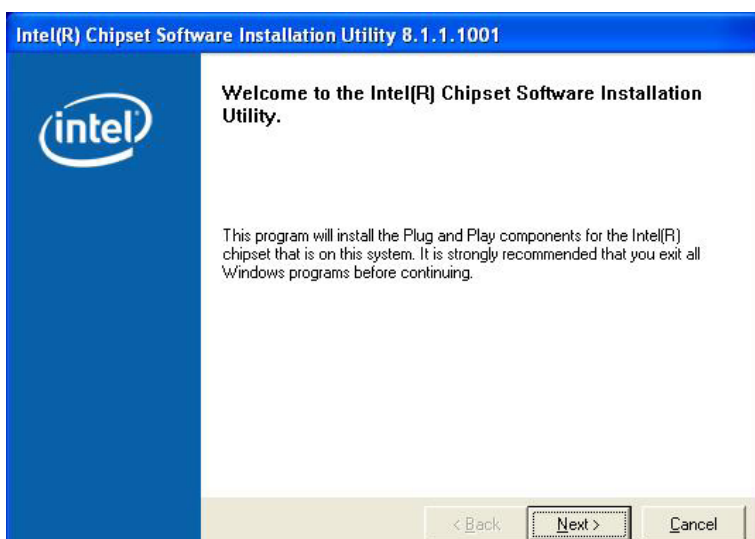 Intel(R) Chipset Software Installation Utility 8.1.1.1001
intel
Welcome to the Intel(R) Chipset Software Installation
Utility.
This program will install the Plug and Play components for the Intel(R)
chipset that is on this system. It is strongly recommended that you exit all
Windows programs before continuing.
< Back
Next >
Cancel